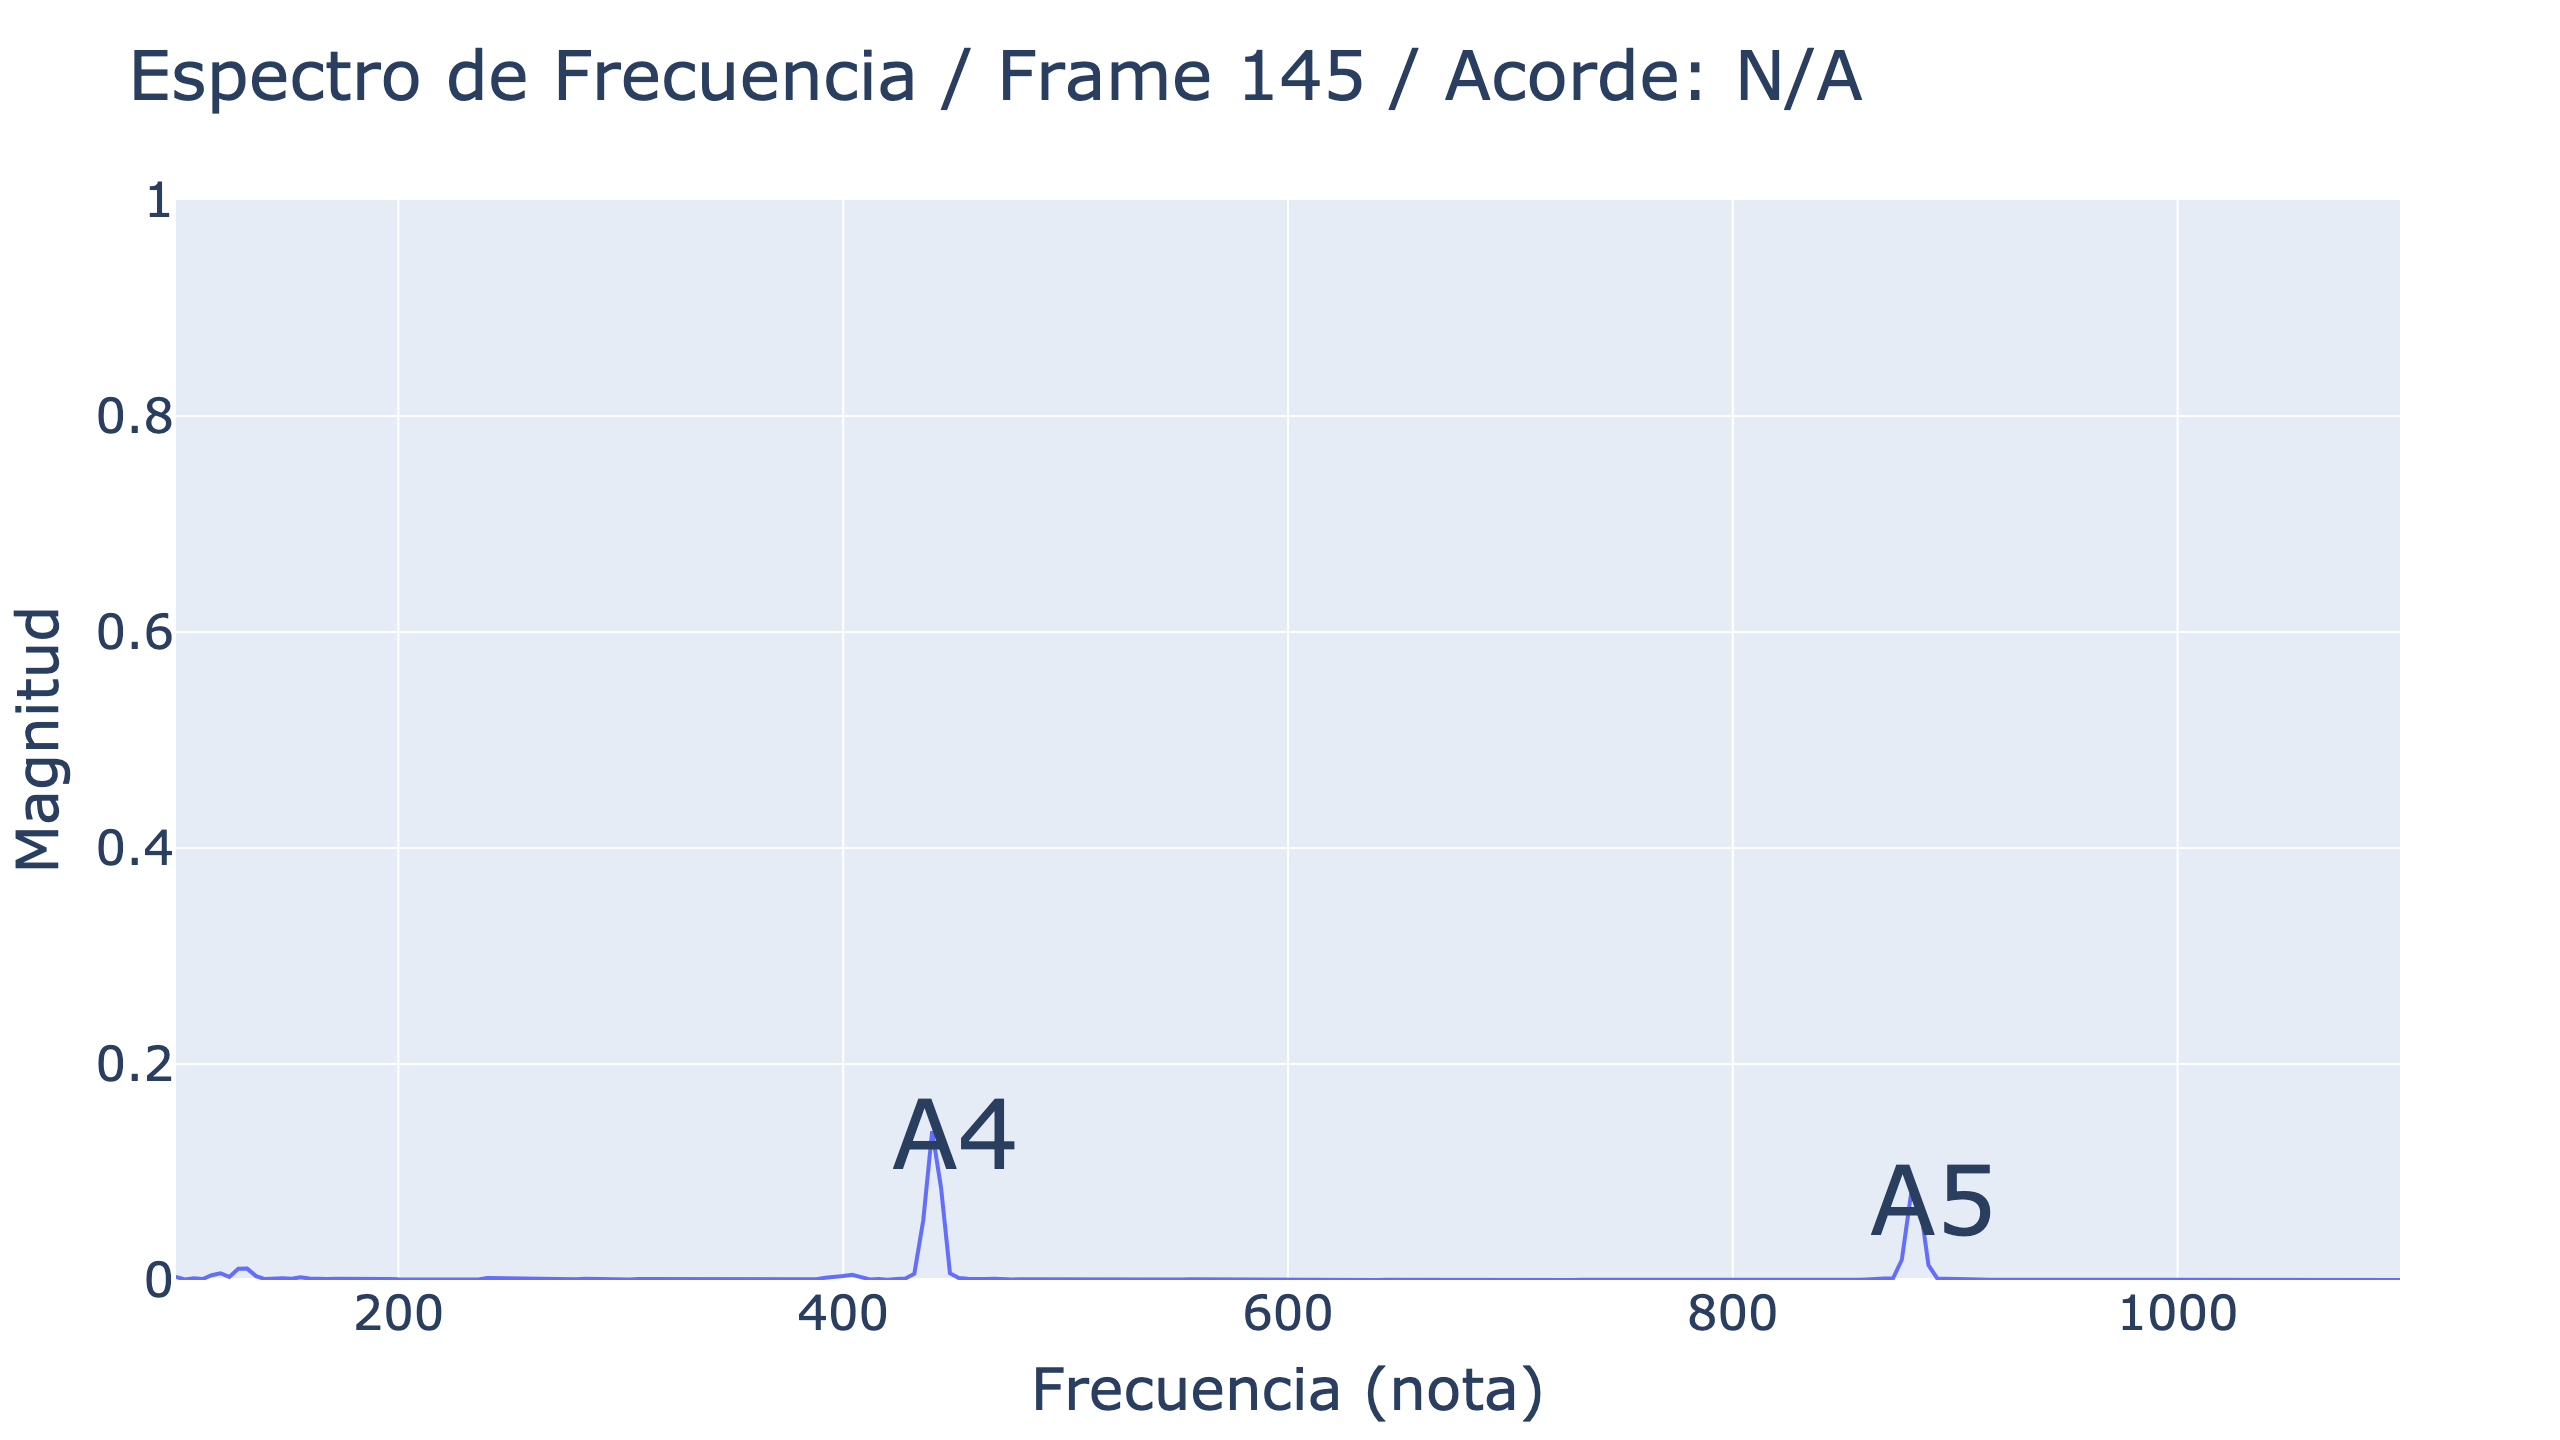 Espectro de Frecuencia / Frame 145 / Acorde: N/A
1
0.8
0.6
0.4
0.2
0
Magnitud
A4
A5
200 400 600 800 1000
Frecuencia (nota)